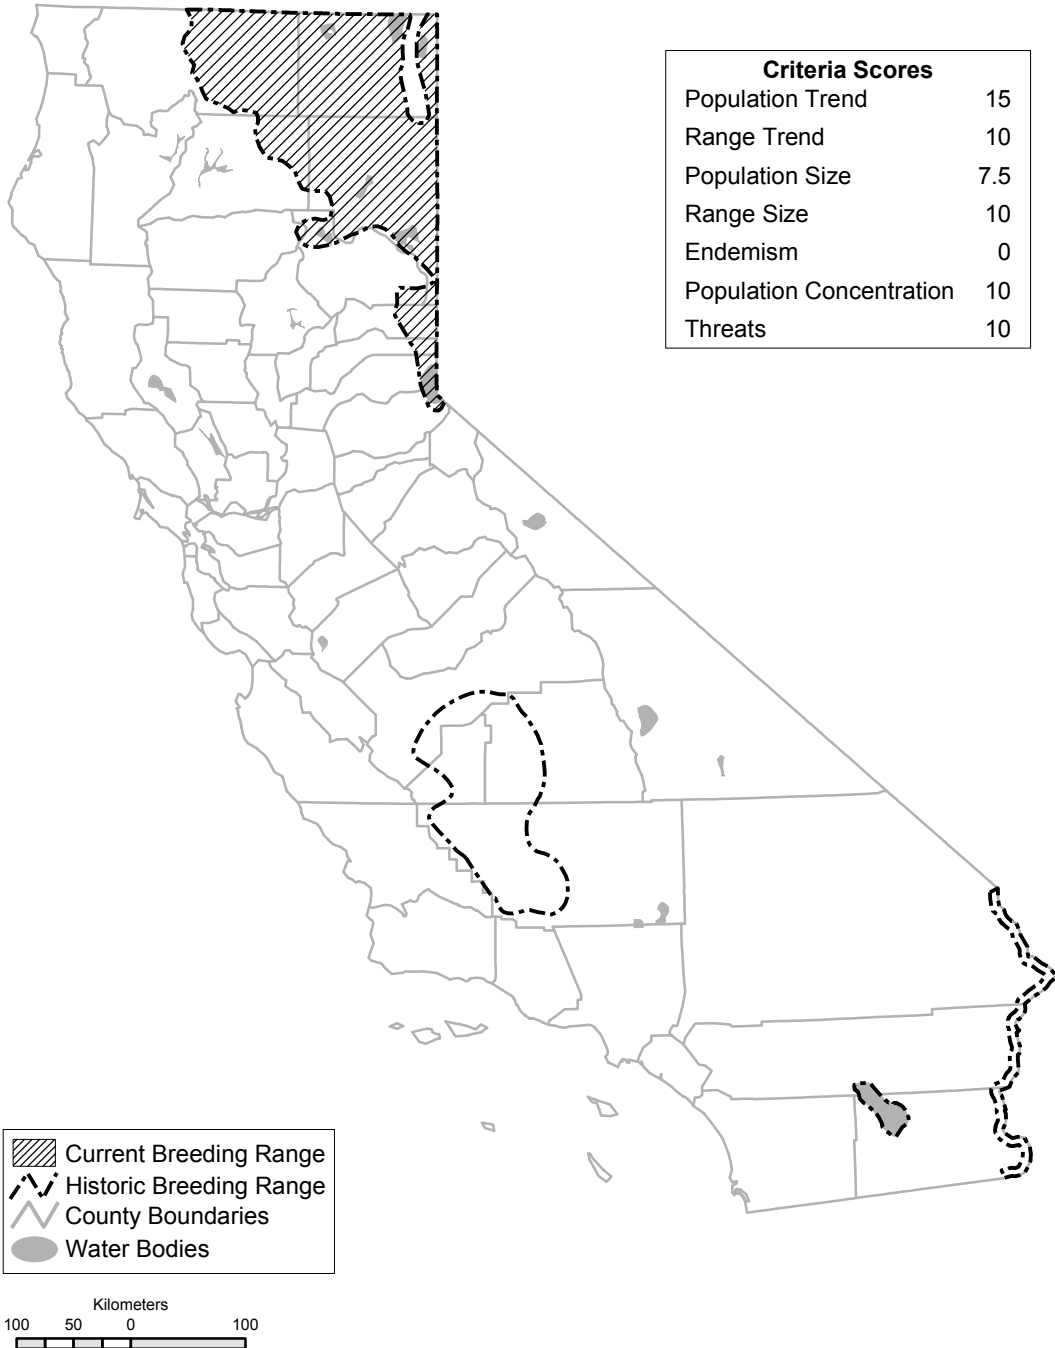 Criteria Scores
Population Trend 15
Range Trend 10
Population Size 7.5
Range Size 10
Endemism 0
Population Concentration 10
Threats 10
Current Breeding Range
Historic Breeding Range
County Boundaries
Water Bodies
Kilometers
100 50 0 100